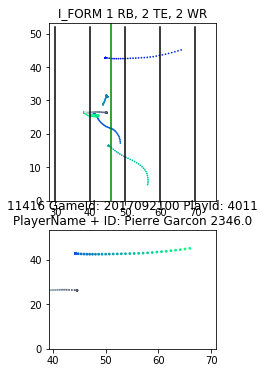 I_FORM 1 RB, 2 TE, 2 WR
50
40
30
20
10
0
30 40 50 60 70
11416 GameId: 2017092100 PlayId: 4011
PlayerName + ID: Pierre Garcon 2346.0
40
20
0
40 50 60 70